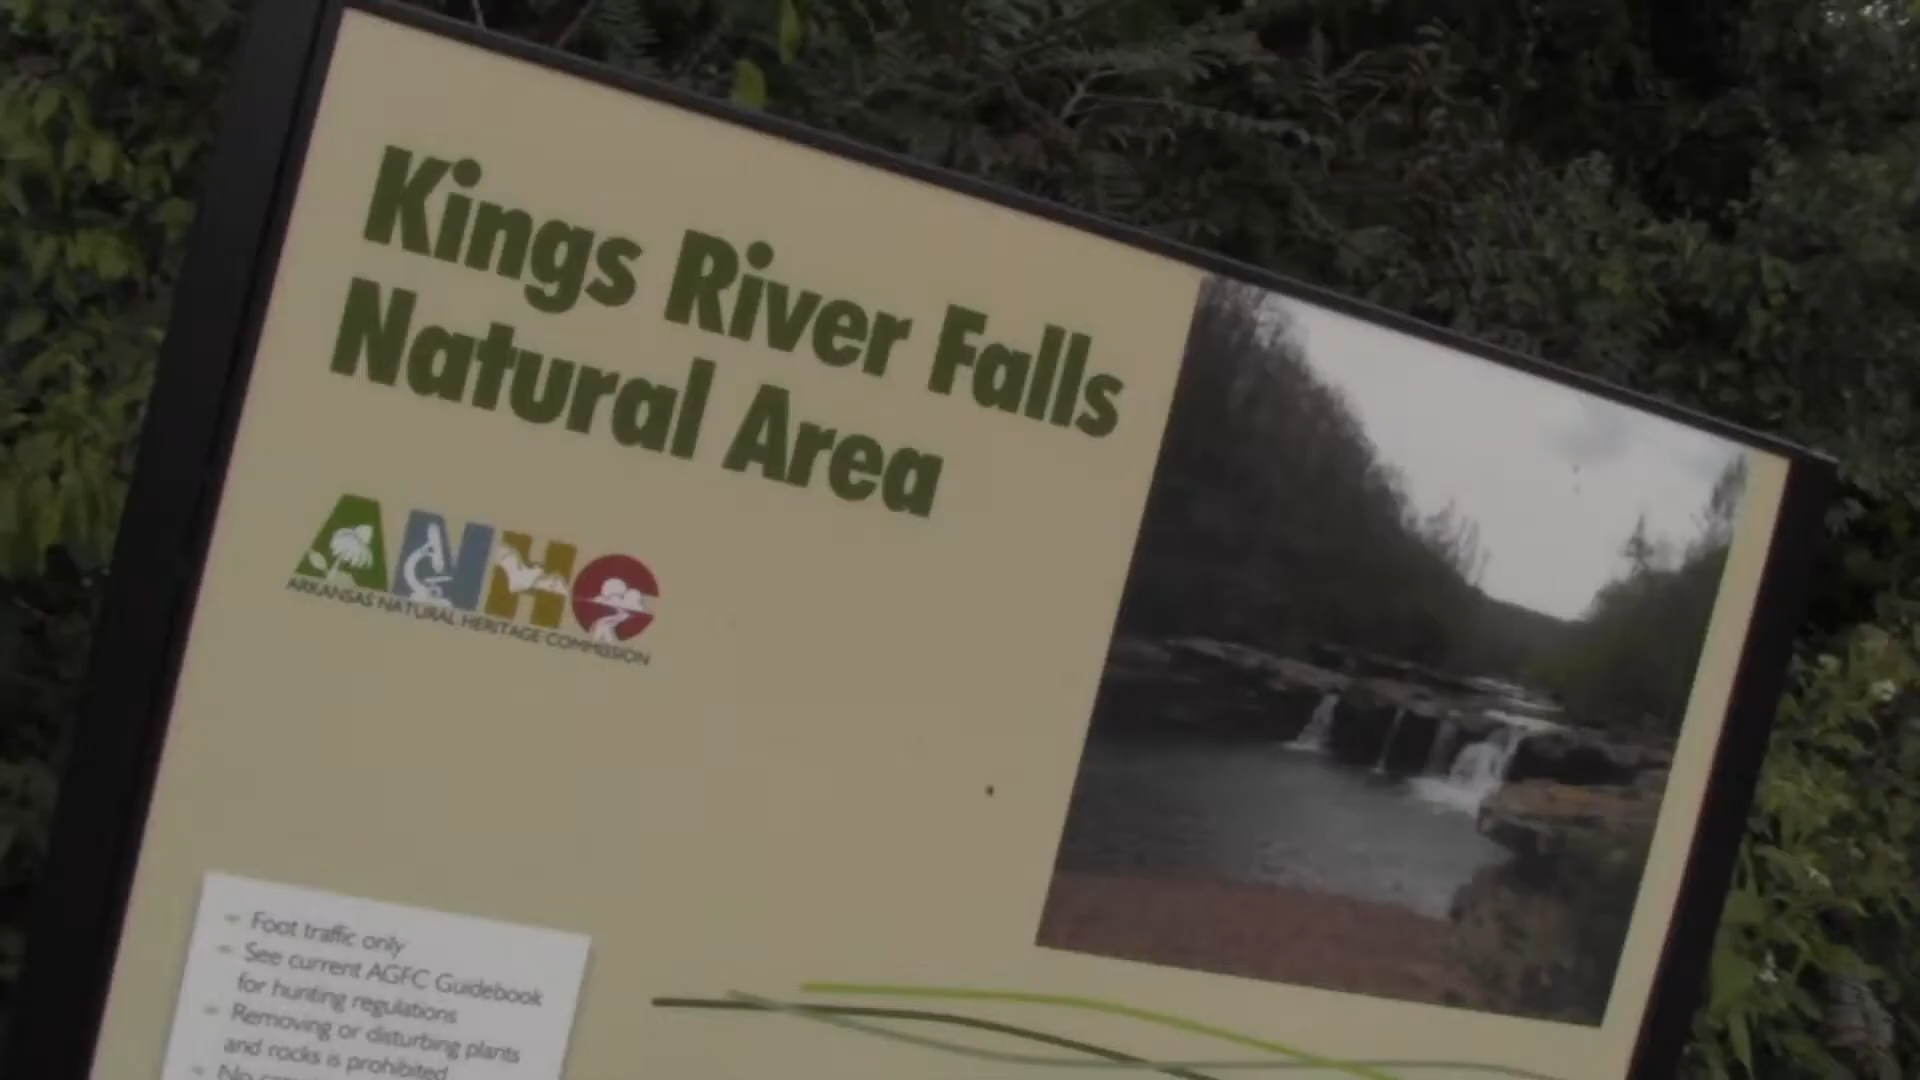 Kings River Falls
Natural Area
ANHC
ARKANSAS NATURAL HERITAGE COMMISSION
Foot traffic only
See current AGFC Guidebook
for hunting regulations
Removing or disturbing plants
and rocks is prohibited
No